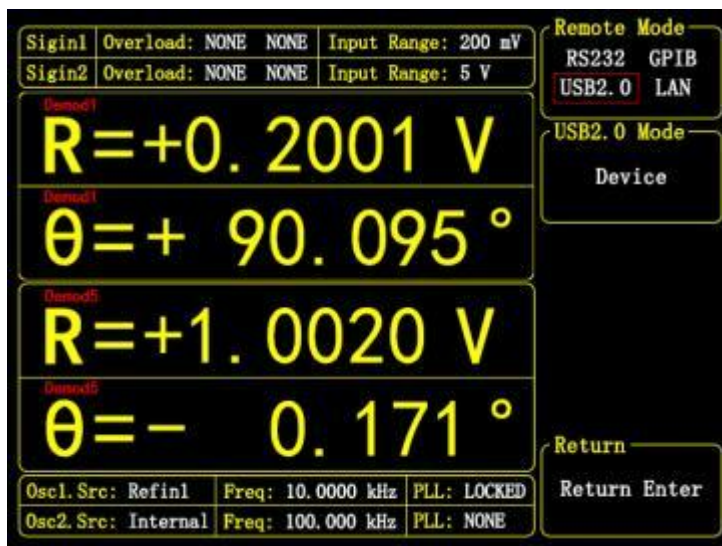 Sigin1 Overload: NONE NONE Input Range: 200 mV
Sigin2 Overload: NONE NONE Input Range: 5 V
Demod1
R=+0.2001 V
Demod1
θ=+ 90.095 °
Demod5
R=+1.0020 V
Demod5
θ=- 0.171 °
Osc1.Src: Refin1 Freq: 10.0000 kHz PLL: LOCKED
Osc2.Src: Internal Freq: 100.000 kHz PLL: NONE
Remote Mode
RS232 GPIB
USB2.0 LAN
USB2.0 Mode
Device
Return
Return Enter